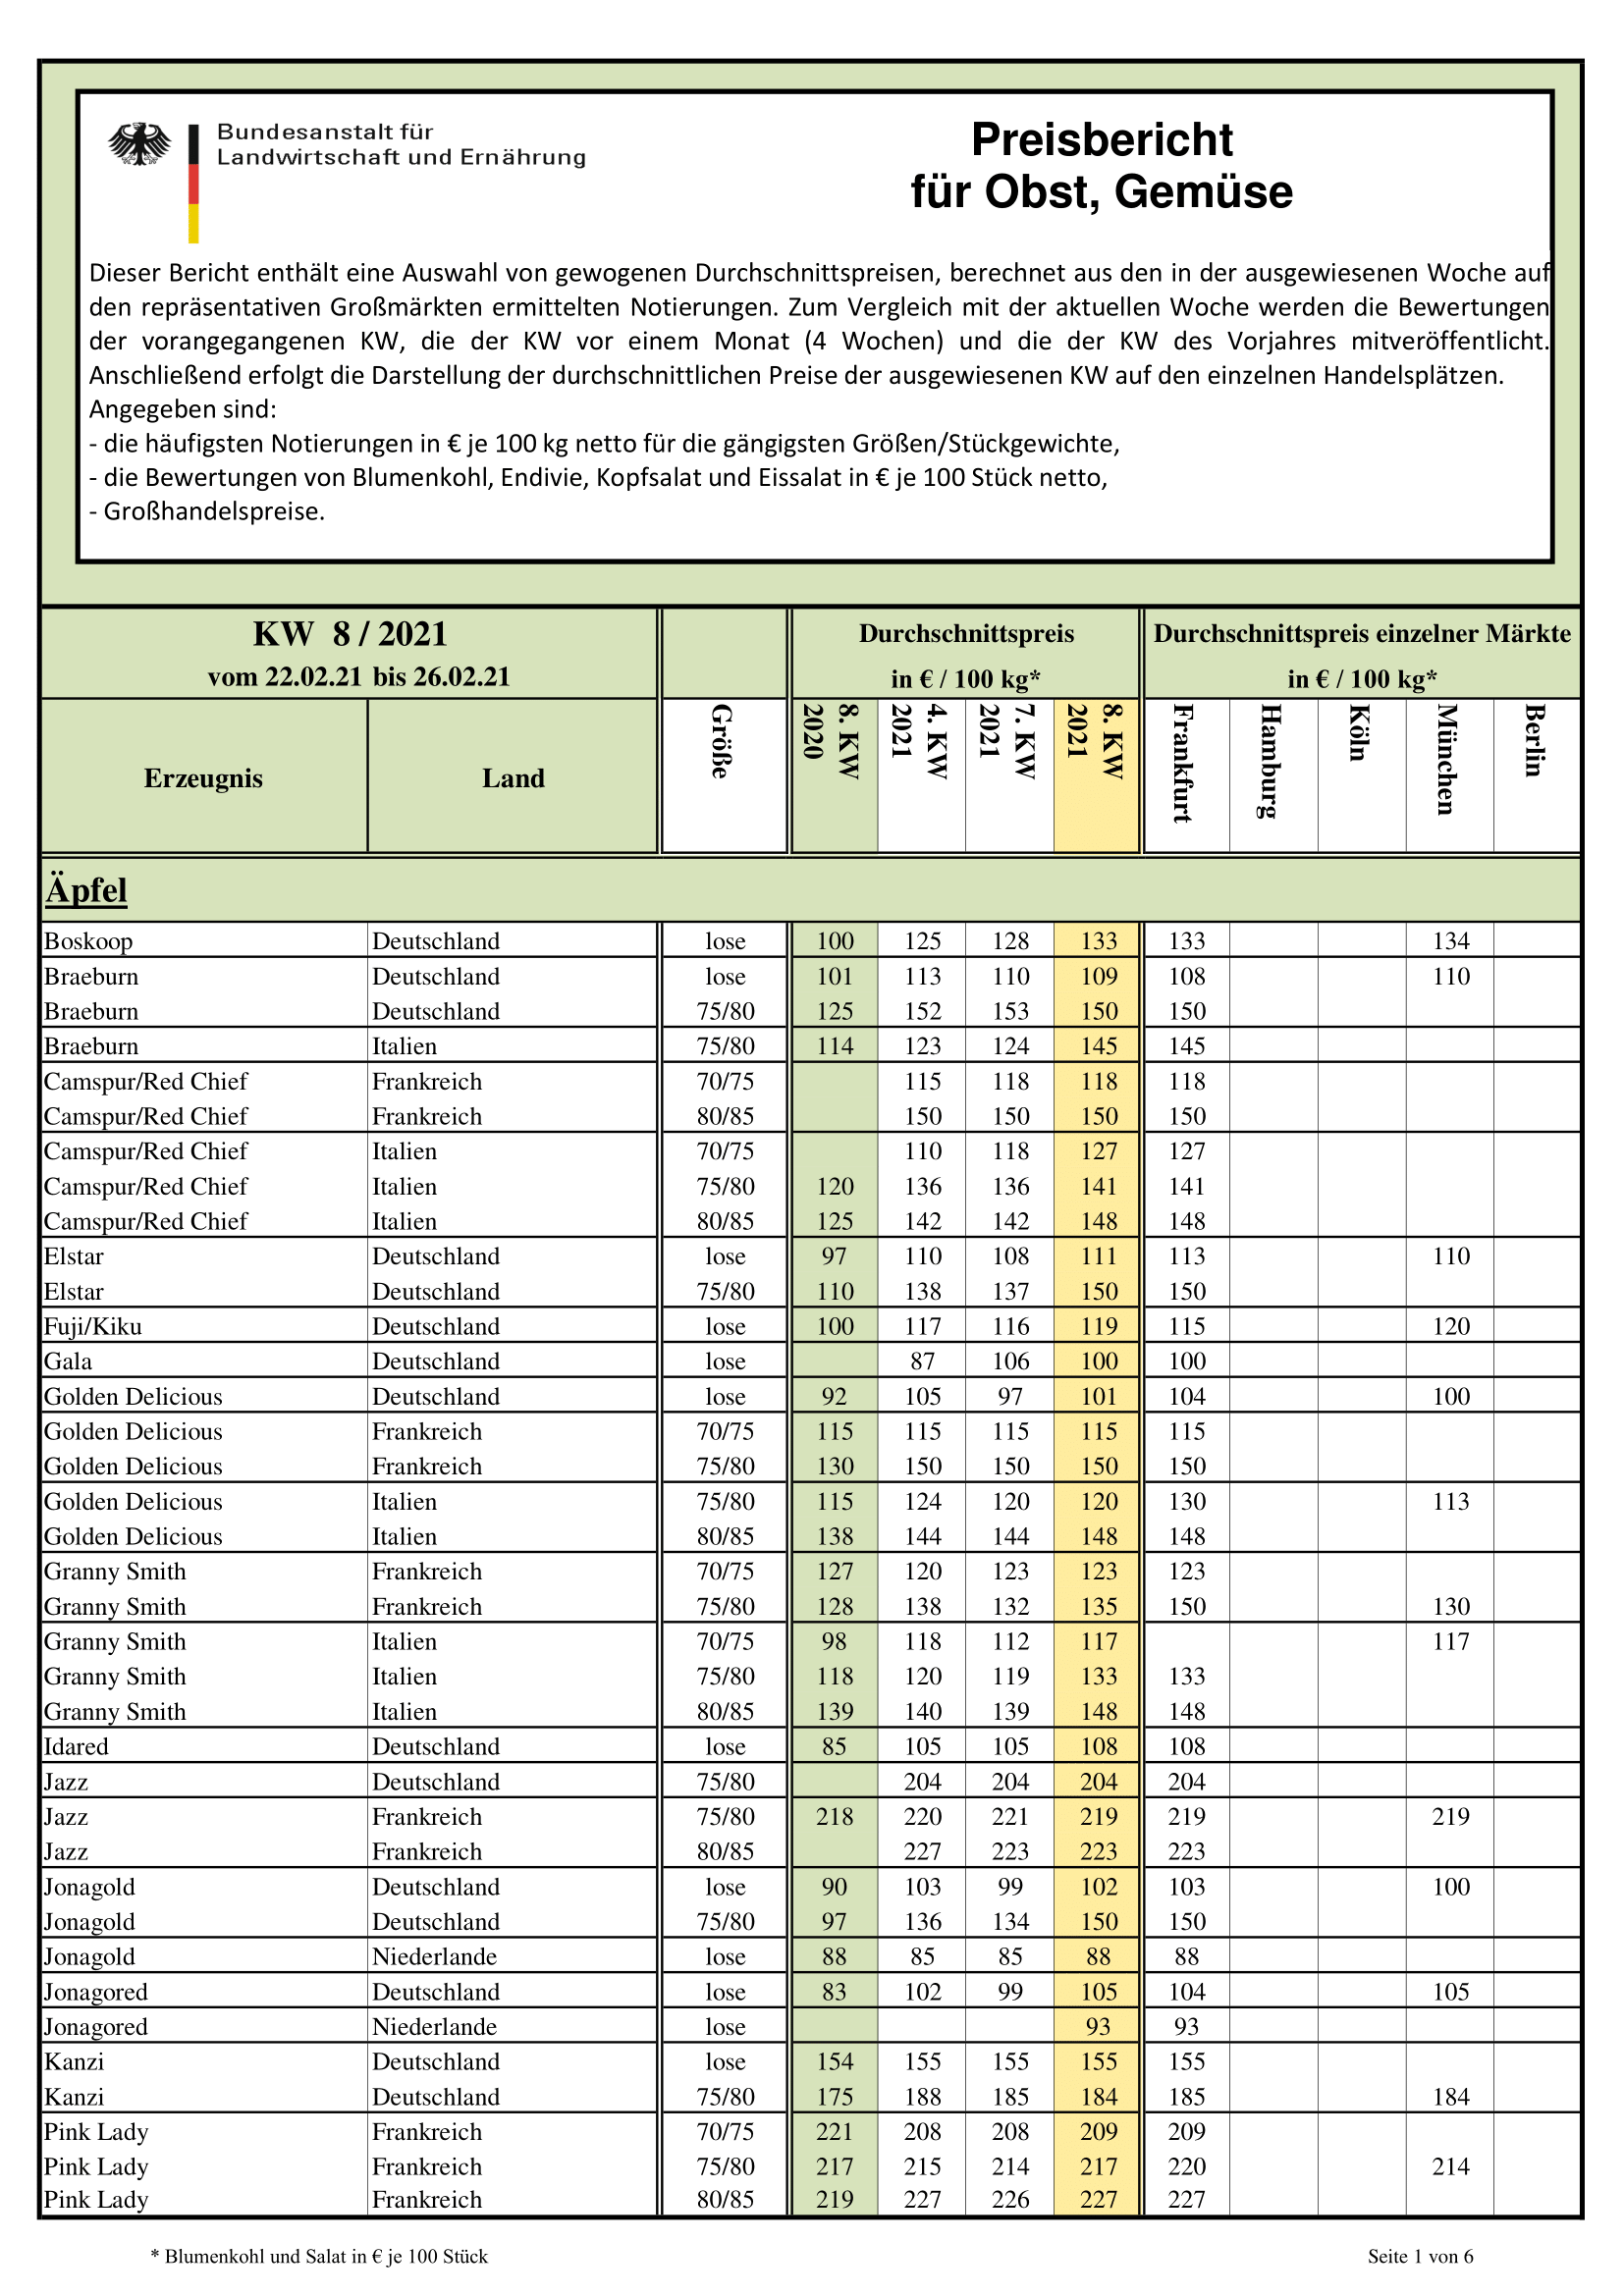 Bundesanstalt für
Landwirtschaft und Ernährung
Preisbericht
für Obst, Gemüse
Dieser Bericht enthält eine Auswahl von gewogenen Durchschnittspreisen, berechnet aus den in der ausgewiesenen Woche auf
den repräsentativen Großmärkten ermittelten Notierungen. Zum Vergleich mit der aktuellen Woche werden die Bewertungen
der vorangegangenen KW, die der KW vor einem Monat (4 Wochen) und die der KW des Vorjahres mitveröffentlicht.
Anschließend erfolgt die Darstellung der durchschnittlichen Preise der ausgewiesenen KW auf den einzelnen Handelsplätzen.
Angegeben sind:
- die häufigsten Notierungen in € je 100 kg netto für die gängigsten Größen/Stückgewichte,
- die Bewertungen von Blumenkohl, Endivie, Kopfsalat und Eissalat in € je 100 Stück netto,
- Großhandelspreise.
KW 8 / 2021 Durchschnittspreis Durchschnittspreis einzelner Märkte
vom 22.02.21 bis 26.02.21 in € / 100 kg* in € / 100 kg*
Erzeugnis Land Größe 8. KW 2020 4. KW 2021 7. KW 2021 8. KW 2021 Frankfurt Hamburg Köln München Berlin
Äpfel
Boskoop Deutschland lose 100 125 128 133 133 134
Braeburn Deutschland lose 101 113 110 109 108 110
Braeburn Deutschland 75/80 125 152 153 150 150
Braeburn Italien 75/80 114 123 124 145 145
Camspur/Red Chief Frankreich 70/75 115 118 118 118
Camspur/Red Chief Frankreich 80/85 150 150 150 150
Camspur/Red Chief Italien 70/75 110 118 127 127
Camspur/Red Chief Italien 75/80 120 136 136 141 141
Camspur/Red Chief Italien 80/85 125 142 142 148 148
Elstar Deutschland lose 97 110 108 111 113 110
Elstar Deutschland 75/80 110 138 137 150 150
Fuji/Kiku Deutschland lose 100 117 116 119 115 120
Gala Deutschland lose 87 106 100 100
Golden Delicious Deutschland lose 92 105 97 101 104 100
Golden Delicious Frankreich 70/75 115 115 115 115 115
Golden Delicious Frankreich 75/80 130 150 150 150 150
Golden Delicious Italien 75/80 115 124 120 120 130 113
Golden Delicious Italien 80/85 138 144 144 148 148
Granny Smith Frankreich 70/75 127 120 123 123 123
Granny Smith Frankreich 75/80 128 138 132 135 150 130
Granny Smith Italien 70/75 98 118 112 117 117
Granny Smith Italien 75/80 118 120 119 133 133
Granny Smith Italien 80/85 139 140 139 148 148
Idared Deutschland lose 85 105 105 108 108
Jazz Deutschland 75/80 204 204 204 204
Jazz Frankreich 75/80 218 220 221 219 219 219
Jazz Frankreich 80/85 227 223 223 223
Jonagold Deutschland lose 90 103 99 102 103 100
Jonagold Deutschland 75/80 97 136 134 150 150
Jonagold Niederlande lose 88 85 85 88 88
Jonagored Deutschland lose 83 102 99 105 104 105
Jonagored Niederlande lose 93 93
Kanzi Deutschland lose 154 155 155 155 155
Kanzi Deutschland 75/80 175 188 185 184 185 184
Pink Lady Frankreich 70/75 221 208 208 209 209
Pink Lady Frankreich 75/80 217 215 214 217 220 214
Pink Lady Frankreich 80/85 219 227 226 227 227
* Blumenkohl und Salat in € je 100 Stück Seite 1 von 6